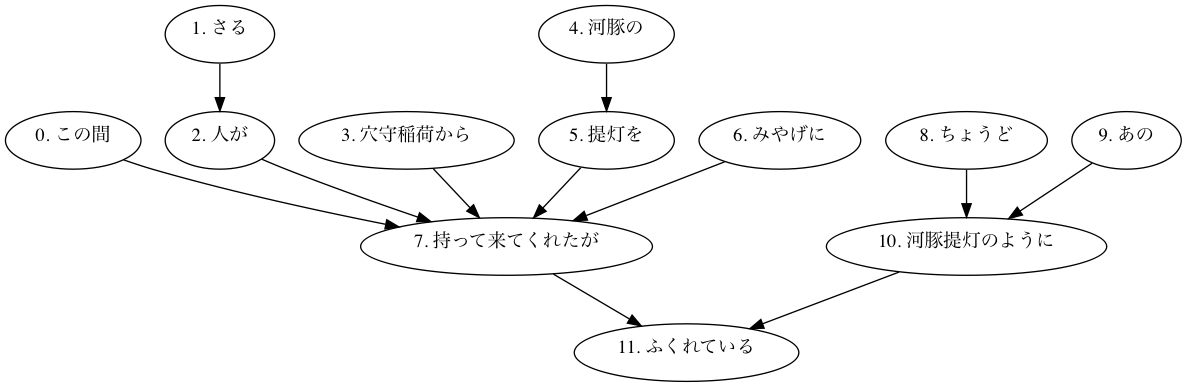 1. さる
4. 河豚の
0. この間
2. 人が
3. 穴守稲荷から
5. 提灯を
6. みやげに
8. ちょうど
9. あの
7. 持って来てくれたが
10. 河豚提灯のように
11. ふくれている